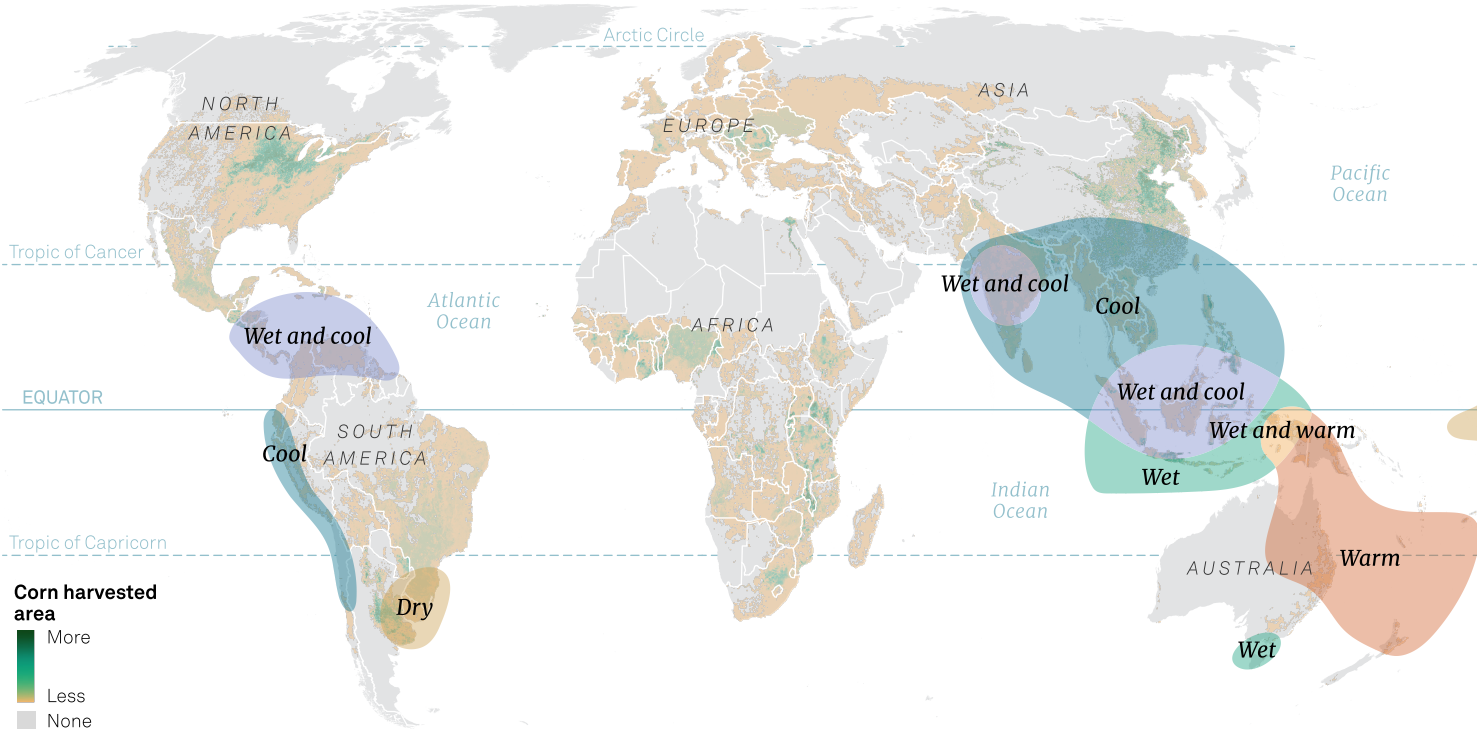 Arctic Circle
NORTH
AMERICA
EUROPE
ASIA
Pacific
Ocean
Tropic of Cancer
Atlantic
Ocean
AFRICA
Wet and cool
Wet and cool
Cool
EQUATOR
Wet and cool
SOUTH
AMERICA
Cool
Wet and warm
Wet
Indian
Ocean
Tropic of Capricorn
AUSTRALIA
Warm
Dry
Wet
Corn harvested
area
More
Less
None